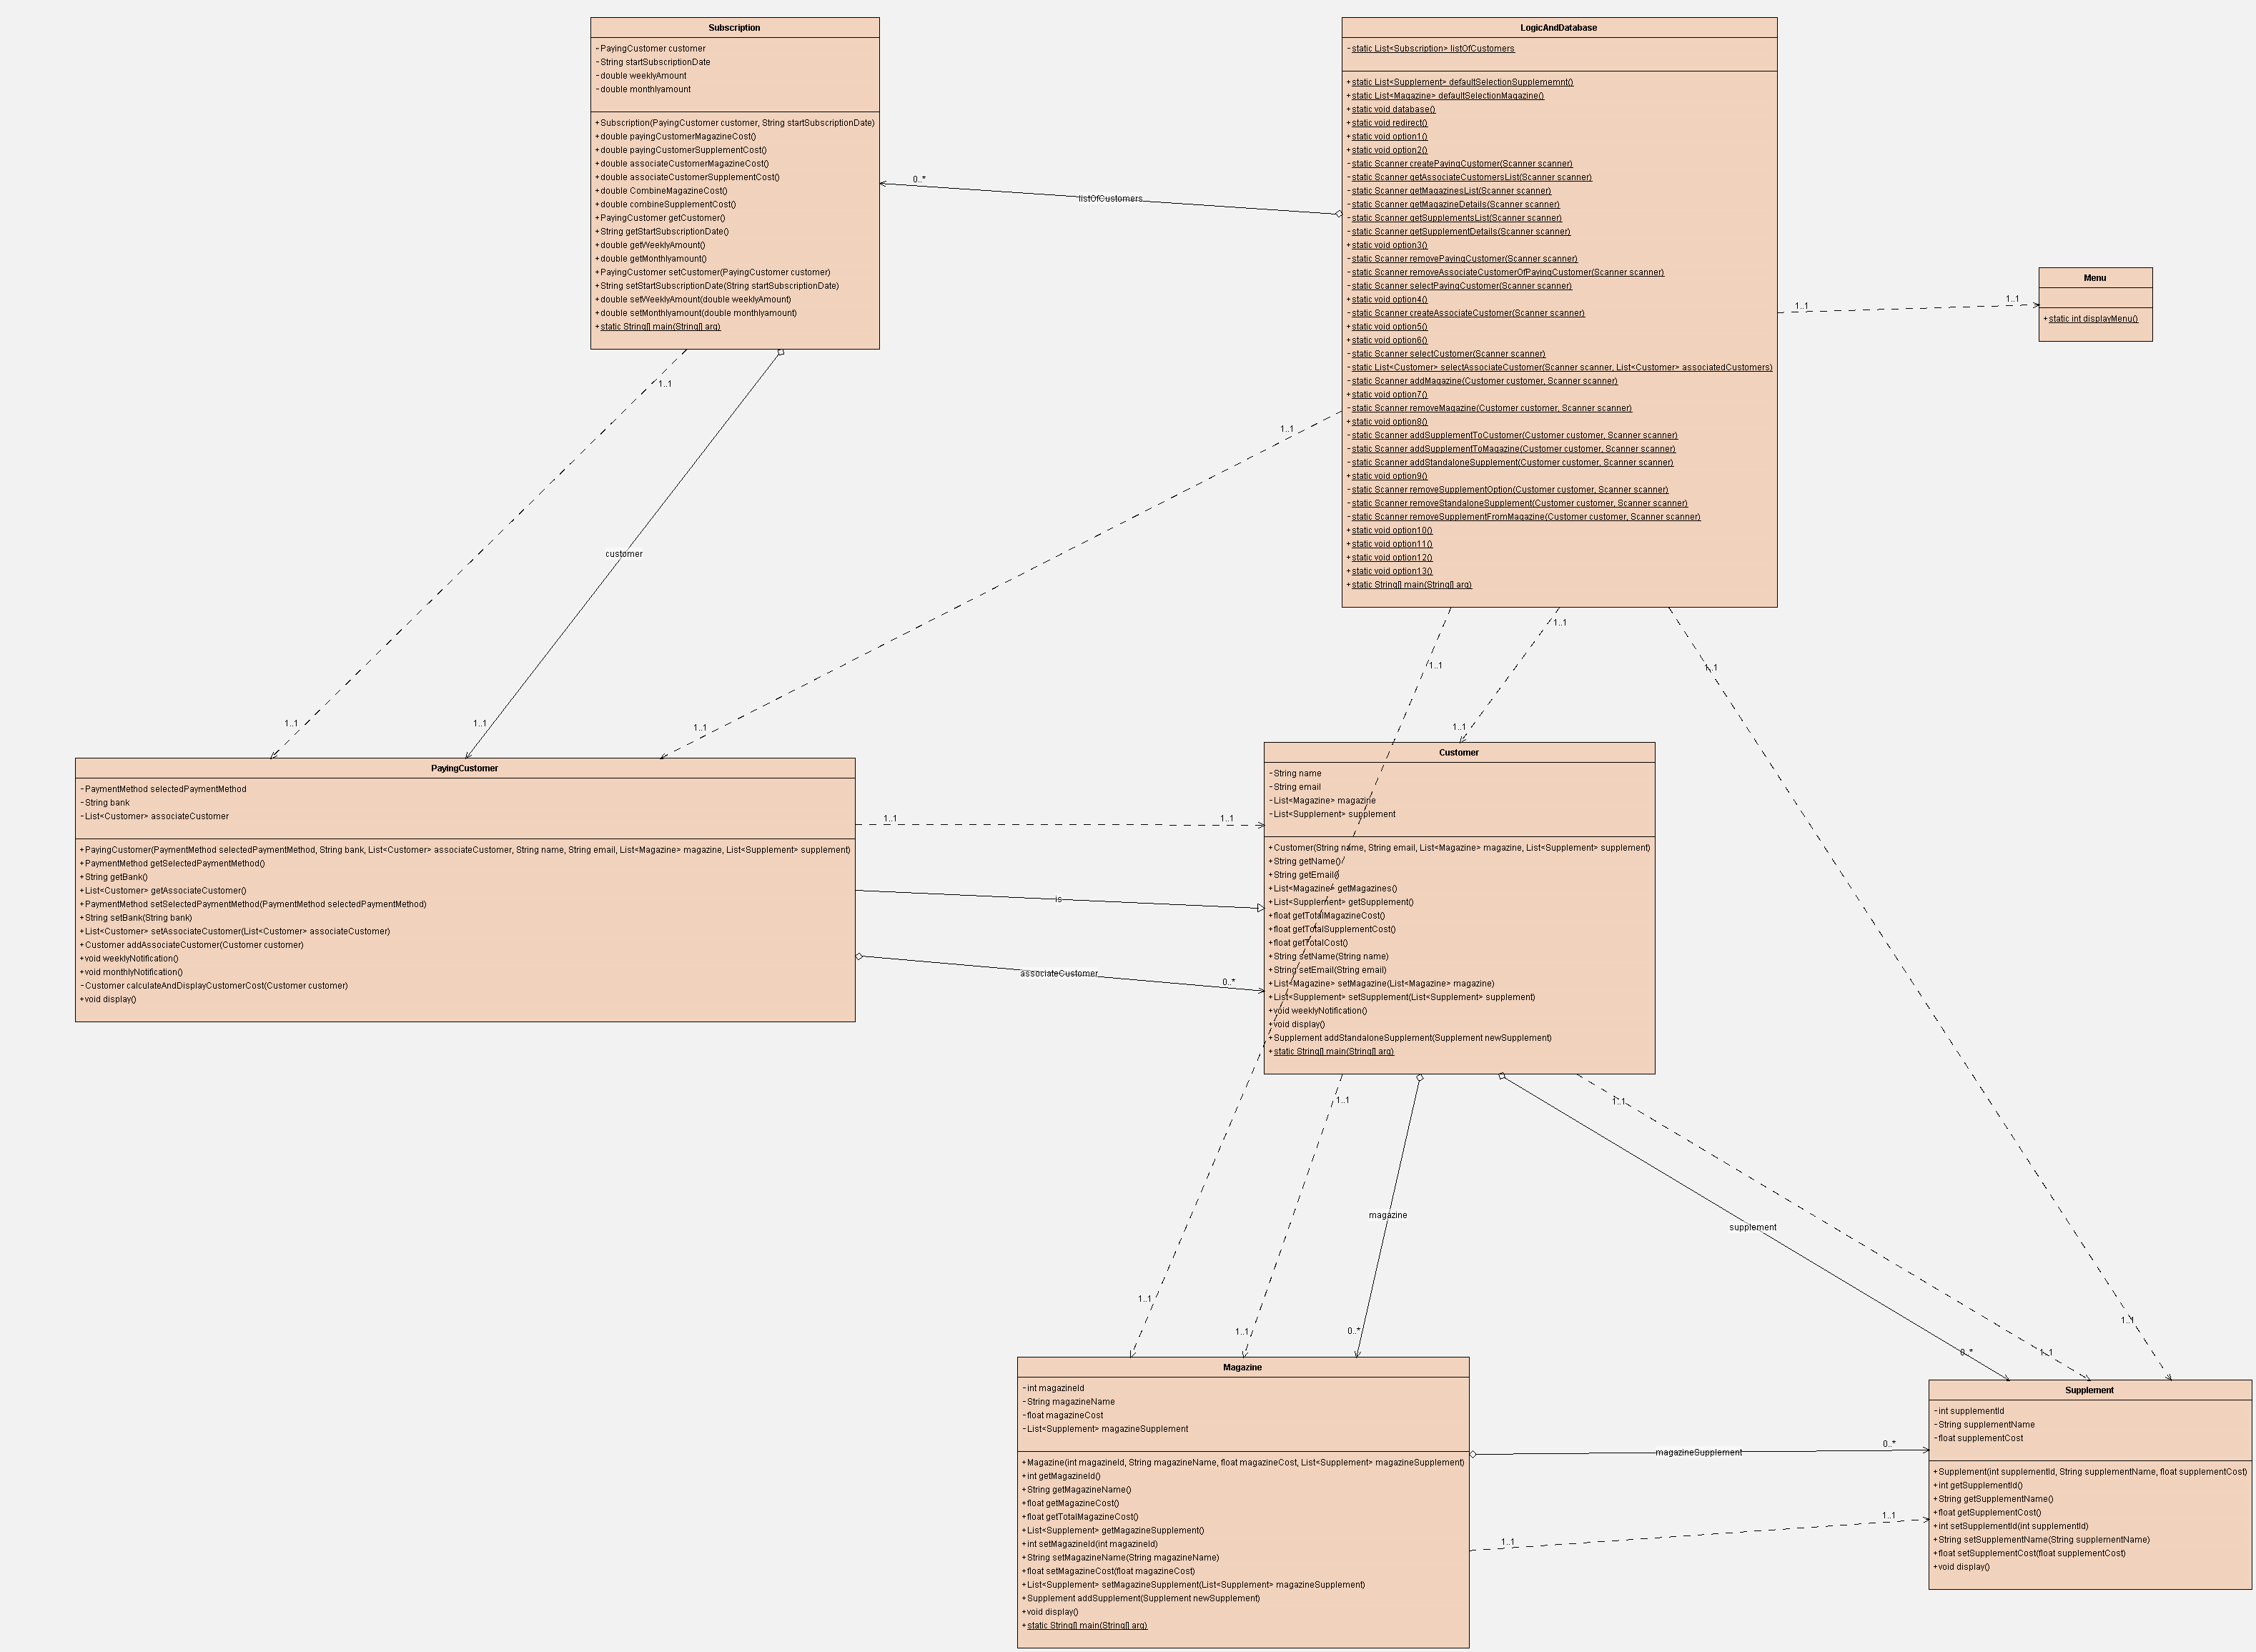 Subscription
-PayingCustomer customer
-String startSubscriptionDate
-double weeklyAmount
-double monthlyamount
+Subscription(PayingCustomer customer, String startSubscriptionDate)
+double payingCustomerMagazineCost()
+double payingCustomerSupplementCost()
+double associateCustomerMagazineCost()
+double associateCustomerSupplementCost()
+double CombineMagazineCost()
+double combineSupplementCost()
+PayingCustomer getCustomer()
+String getStartSubscriptionDate()
+double getWeeklyAmount()
+double getMonthlyamount()
+PayingCustomer setCustomer(PayingCustomer customer)
+String setStartSubscriptionDate(String startSubscriptionDate)
+double setWeeklyAmount(double weeklyAmount)
+double setMonthlyamount(double monthlyamount)
+static String[] main(String[] arg)
LogicAndDatabase
-static List<Subscription> listOfCustomers
+static List<Supplement> defaultSelectionSupplememnt()
+static List<Magazine> defaultSelectionMagazine()
+static void database()
+static void redirect()
+static void option1()
+static void option2()
-static Scanner createPayingCustomer(Scanner scanner)
-static Scanner getAssociateCustomersList(Scanner scanner)
-static Scanner getMagazinesList(Scanner scanner)
-static Scanner getMagazineDetails(Scanner scanner)
-static Scanner getSupplementsList(Scanner scanner)
-static Scanner getSupplementDetails(Scanner scanner)
+static void option3()
-static Scanner removePayingCustomer(Scanner scanner)
-static Scanner removeAssociateCustomerOfPayingCustomer(Scanner scanner)
-static Scanner selectPayingCustomer(Scanner scanner)
+static void option4()
-static Scanner createAssociateCustomer(Scanner scanner)
+static void option5()
+static void option6()
-static Scanner selectCustomer(Scanner scanner)
-static List<Customer> selectAssociateCustomer(Scanner scanner, List<Customer> associatedCustomers)
-static Scanner addMagazine(Customer customer, Scanner scanner)
+static void option7()
-static Scanner removeMagazine(Customer customer, Scanner scanner)
+static void option8()
-static Scanner addSupplementToCustomer(Customer customer, Scanner scanner)
-static Scanner addSupplementToMagazine(Customer customer, Scanner scanner)
-static Scanner addStandaloneSupplement(Customer customer, Scanner scanner)
+static void option9()
-static Scanner removeSupplementOption(Customer customer, Scanner scanner)
-static Scanner removeStandaloneSupplement(Customer customer, Scanner scanner)
-static Scanner removeSupplementFromMagazine(Customer customer, Scanner scanner)
+static void option10()
+static void option11()
+static void option12()
+static void option13()
+static String[] main(String[] arg)
Menu
+static int displayMenu()
0..*
listOfCustomers
1..1
1..1
1..1
1..1
customer
1..1
1..1
1..1
1..1
1..1
1..1
1..1
1..1
PayingCustomer
-PaymentMethod selectedPaymentMethod
-String bank
-List<Customer> associateCustomer
+PayingCustomer(PaymentMethod selectedPaymentMethod, String bank, List<Customer> associateCustomer, String name, String email, List<Magazine> magazine, List<Supplement> supplement)
+PaymentMethod getSelectedPaymentMethod()
+String getBank()
+List<Customer> getAssociateCustomer()
+PaymentMethod setSelectedPaymentMethod(PaymentMethod selectedPaymentMethod)
+String setBank(String bank)
+List<Customer> setAssociateCustomer(List<Customer> associateCustomer)
+Customer addAssociateCustomer(Customer customer)
+void weeklyNotification()
+void monthlyNotification()
-Customer calculateAndDisplayCustomerCost(Customer customer)
+void display()
1..1
1..1
is
associateCustomer
0..*
Customer
-String name
-String email
-List<Magazine> magazine
-List<Supplement> supplement
+Customer(String name, String email, List<Magazine> magazine, List<Supplement> supplement)
+String getName()
+String getEmail()
+List<Magazine> getMagazines()
+List<Supplement> getSupplement()
+float getTotalMagazineCost()
+float getTotalSupplementCost()
+float getTotalCost()
+String setName(String name)
+String setEmail(String email)
+List<Magazine> setMagazine(List<Magazine> magazine)
+List<Supplement> setSupplement(List<Supplement> supplement)
+void weeklyNotification()
+void display()
+Supplement addStandaloneSupplement(Supplement newSupplement)
+static String[] main(String[] arg)
1..1
1..1
magazine
supplement
1..1
1..1
0..*
1..1
0..*
1..1
Magazine
-int magazineId
-String magazineName
-float magazineCost
-List<Supplement> magazineSupplement
+Magazine(int magazineId, String magazineName, float magazineCost, List<Supplement> magazineSupplement)
+int getMagazineId()
+String getMagazineName()
+float getMagazineCost()
+float getTotalMagazineCost()
+List<Supplement> getMagazineSupplement()
+int setMagazineId(int magazineId)
+String setMagazineName(String magazineName)
+float setMagazineCost(float magazineCost)
+List<Supplement> setMagazineSupplement(List<Supplement> magazineSupplement)
+Supplement addSupplement(Supplement newSupplement)
+void display()
+static String[] main(String[] arg)
magazineSupplement
0..*
1..1
1..1
Supplement
-int supplementId
-String supplementName
-float supplementCost
+Supplement(int supplementId, String supplementName, float supplementCost)
+int getSupplementId()
+String getSupplementName()
+float getSupplementCost()
+int setSupplementId(int supplementId)
+String setSupplementName(String supplementName)
+float setSupplementCost(float supplementCost)
+void display()